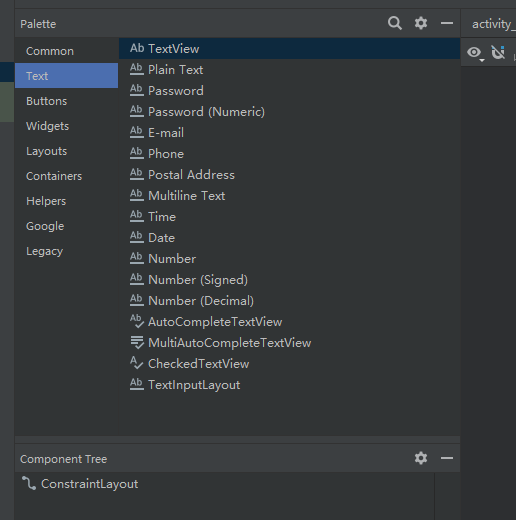 Palette
activity_
Common
Text
Buttons
Widgets
Layouts
Containers
Helpers
Google
Legacy
Ab TextView
Ab Plain Text
Ab Password
Ab Password (Numeric)
Ab E-mail
Ab Phone
Ab Postal Address
Ab Multiline Text
Ab Time
Ab Date
Ab Number
Ab Number (Signed)
Ab Number (Decimal)
Ab AutoCompleteTextView
MultiAutoCompleteTextView
A CheckedTextView
Ab TextInputLayout
Component Tree
ConstraintLayout